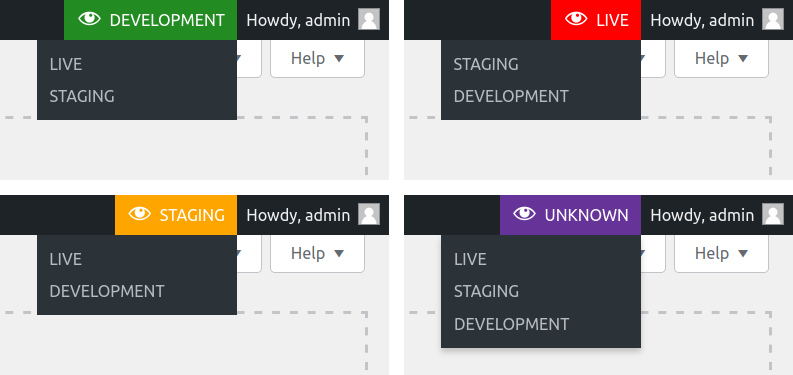 DEVELOPMENT Howdy, admin
LIVE
STAGING
Help
LIVE Howdy, admin
STAGING
DEVELOPMENT
Help
STAGING Howdy, admin
LIVE
DEVELOPMENT
Help
UNKNOWN Howdy, admin
LIVE
STAGING
DEVELOPMENT
Help